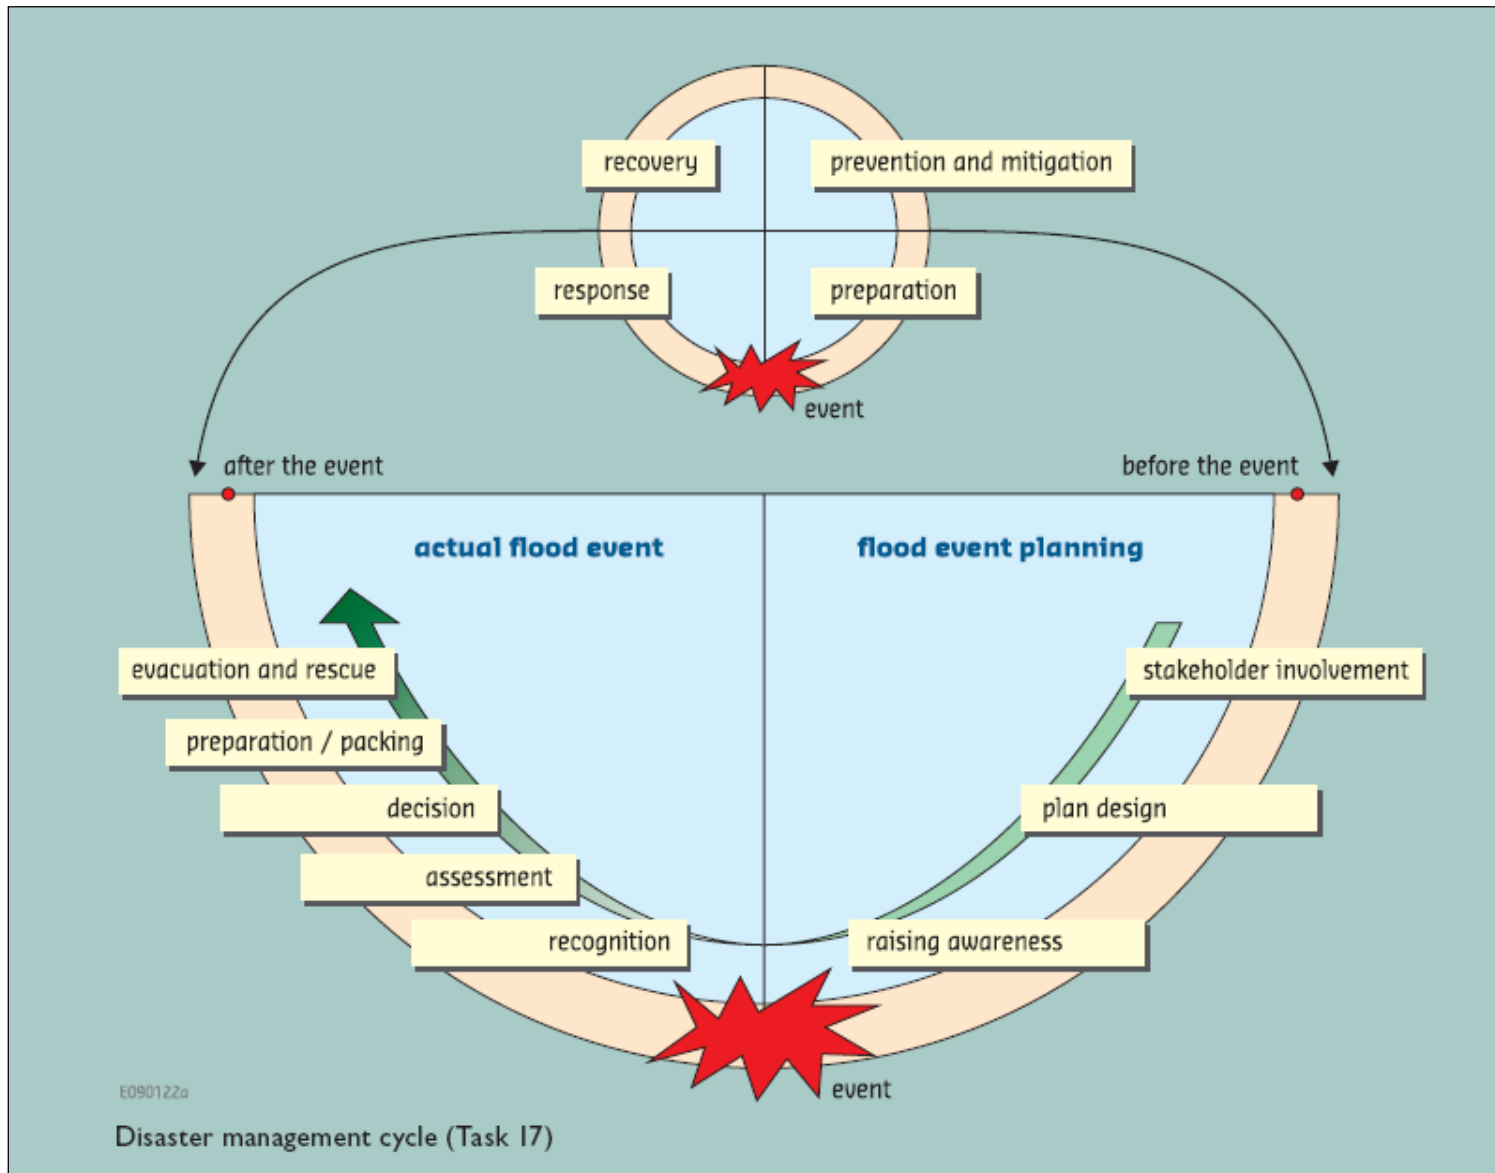 recovery
prevention and mitigation
response
preparation
event
after the event
before the event
actual flood event
flood event planning
evacuation and rescue
stakeholder involvement
preparation / packing
decision
plan design
assessment
recognition
raising awareness
event
E090122a
Disaster management cycle (Task 17)